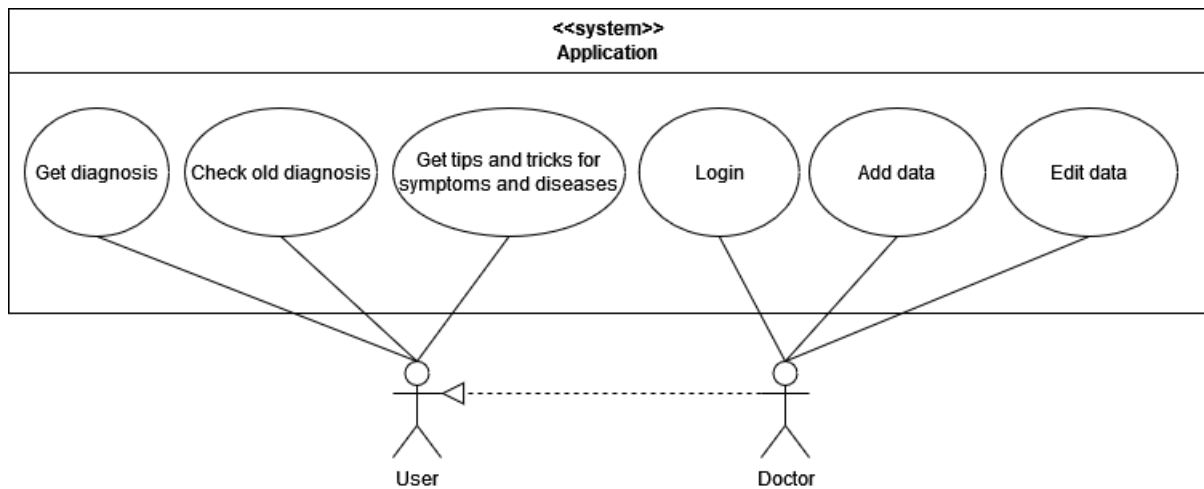 <<system>>
Application
Get diagnosis
Check old diagnosis
Get tips and tricks for
symptoms and diseases
Login
Add data
Edit data
User
Doctor